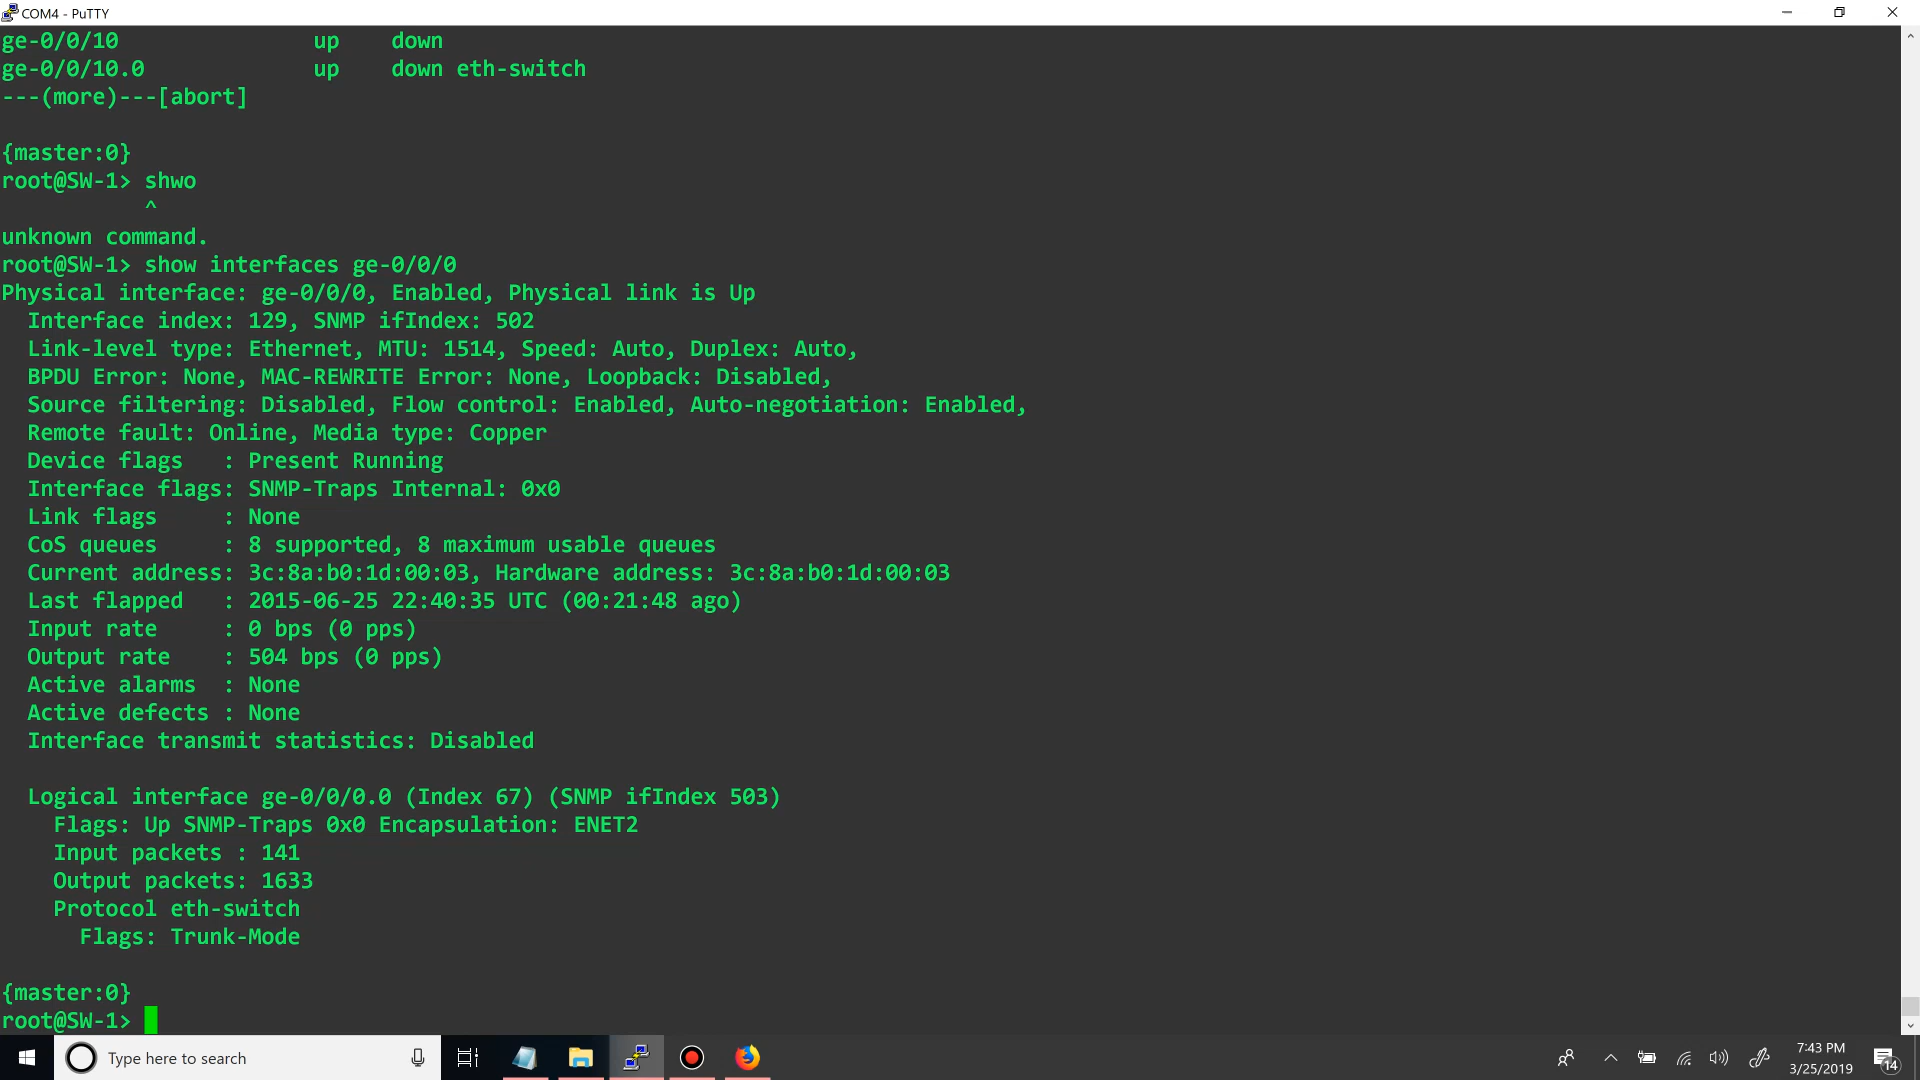 COM4 - PuTTY
ge-0/0/10 up down
ge-0/0/10.0 up down eth-switch
---(more)---[abort]
{master:0}
root@SW-1> shwo
^
unknown command.
root@SW-1> show interfaces ge-0/0/0
Physical interface: ge-0/0/0, Enabled, Physical link is Up
Interface index: 129, SNMP ifIndex: 502
Link-level type: Ethernet, MTU: 1514, Speed: Auto, Duplex: Auto,
BPDU Error: None, MAC-REWRITE Error: None, Loopback: Disabled,
Source filtering: Disabled, Flow control: Enabled, Auto-negotiation: Enabled,
Remote fault: Online, Media type: Copper
Device flags   : Present Running
Interface flags: SNMP-Traps Internal: 0x0
Link flags     : None
CoS queues     : 8 supported, 8 maximum usable queues
Current address: 3c:8a:b0:1d:00:03, Hardware address: 3c:8a:b0:1d:00:03
Last flapped   : 2015-06-25 22:40:35 UTC (00:21:48 ago)
Input rate     : 0 bps (0 pps)
Output rate    : 504 bps (0 pps)
Active alarms  : None
Active defects : None
Interface transmit statistics: Disabled
Logical interface ge-0/0/0.0 (Index 67) (SNMP ifIndex 503)
Flags: Up SNMP-Traps 0x0 Encapsulation: ENET2
Input packets : 141
Output packets: 1633
Protocol eth-switch
Flags: Trunk-Mode
{master:0}
root@SW-1>
Type here to search
7:43 PM
3/25/2019
14